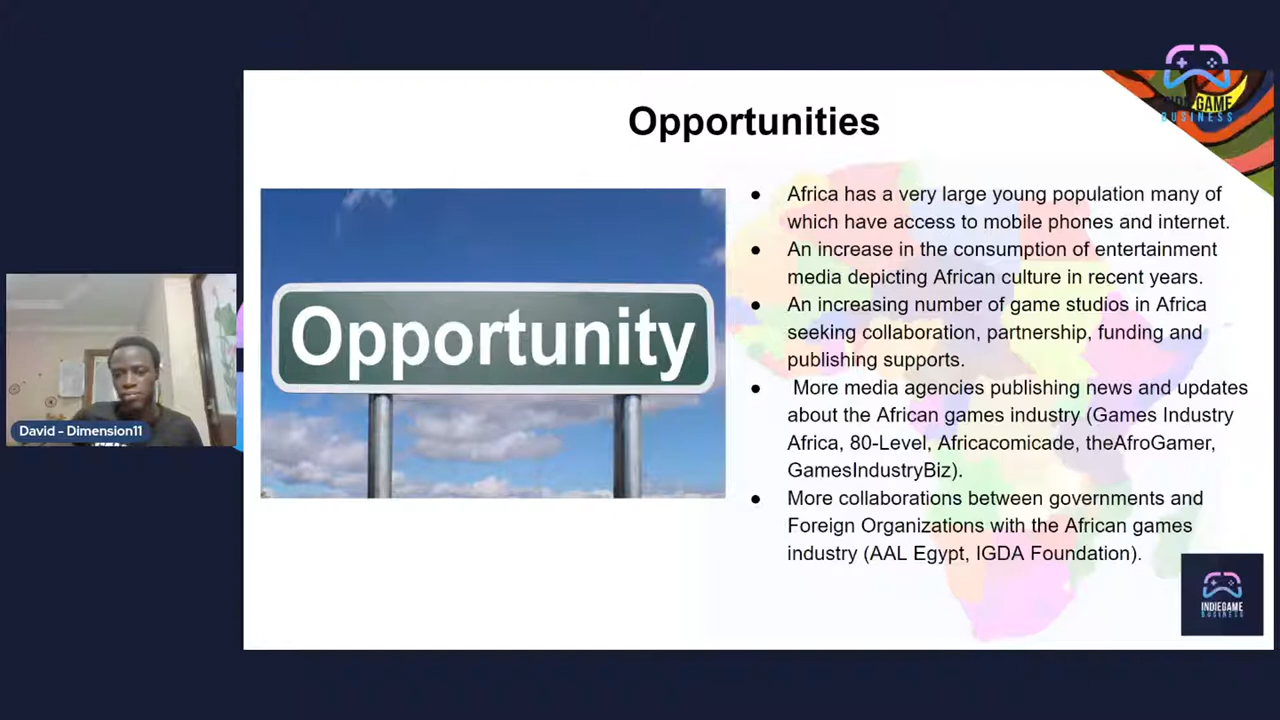 INDIEGAME
BUSINESS
Opportunities
Opportunity
● Africa has a very large young population many of
which have access to mobile phones and internet.
● An increase in the consumption of entertainment
media depicting African culture in recent years.
● An increasing number of game studios in Africa
seeking collaboration, partnership, funding and
publishing supports.
● More media agencies publishing news and updates
about the African games industry (Games Industry
Africa, 80-Level, Africacomicade, theAfroGamer,
GamesIndustryBiz).
● More collaborations between governments and
Foreign Organizations with the African games
industry (AAL Egypt, IGDA Foundation).
David - Dimension11
INDIEGAME
BUSINESS